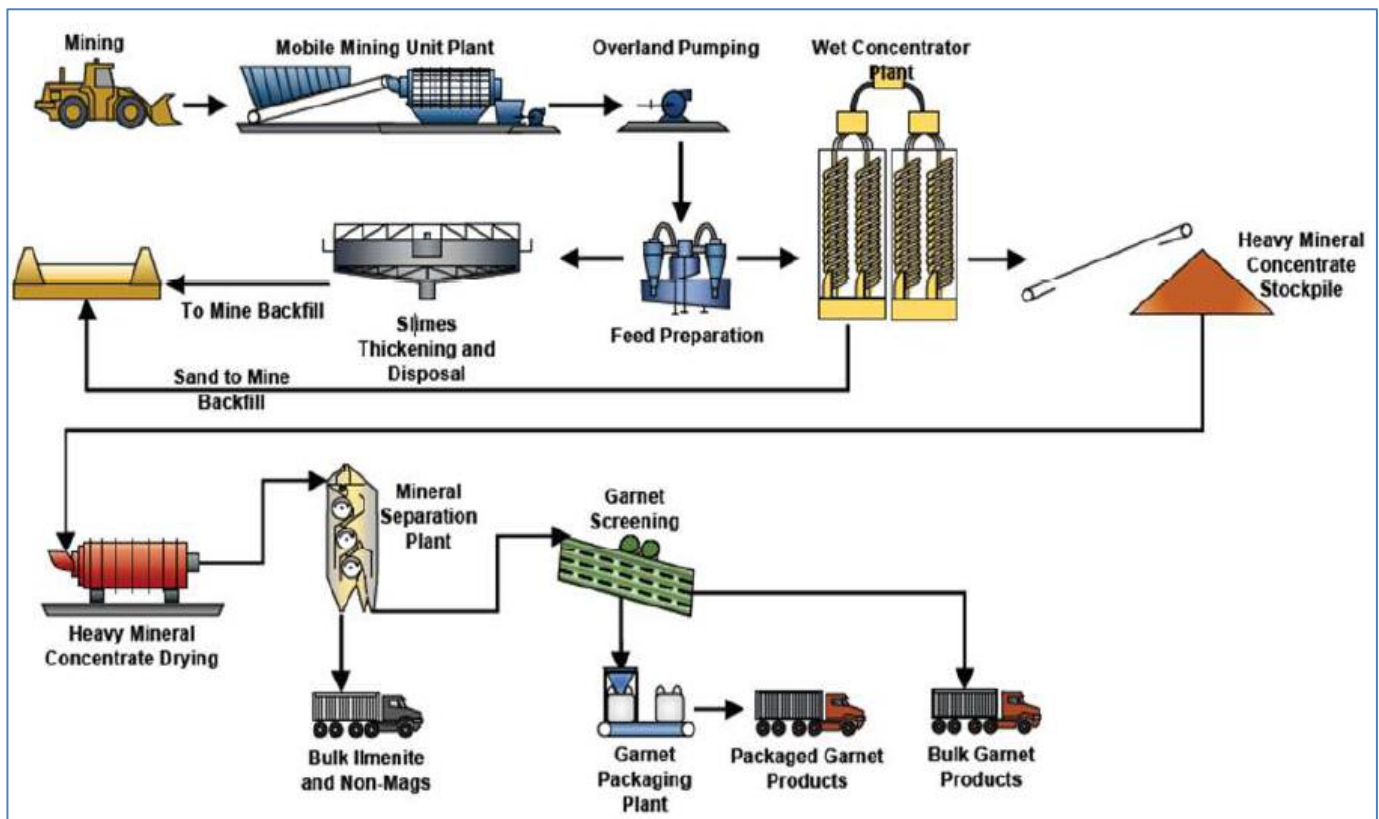 Mining
Mobile Mining Unit Plant
Overland Pumping
Wet Concentrator
Plant
Heavy Mineral
Concentrate
Stockpile
To Mine Backfill
Slimes
Thickening and
Disposal
Feed Preparation
Sand to Mine
Backfill
Mineral
Separation
Plant
Garnet
Screening
Heavy Mineral
Concentrate Drying
Bulk Ilmenite
and Non-Mags
Garnet
Packaging
Plant
Packaged Garnet
Products
Bulk Garnet
Products